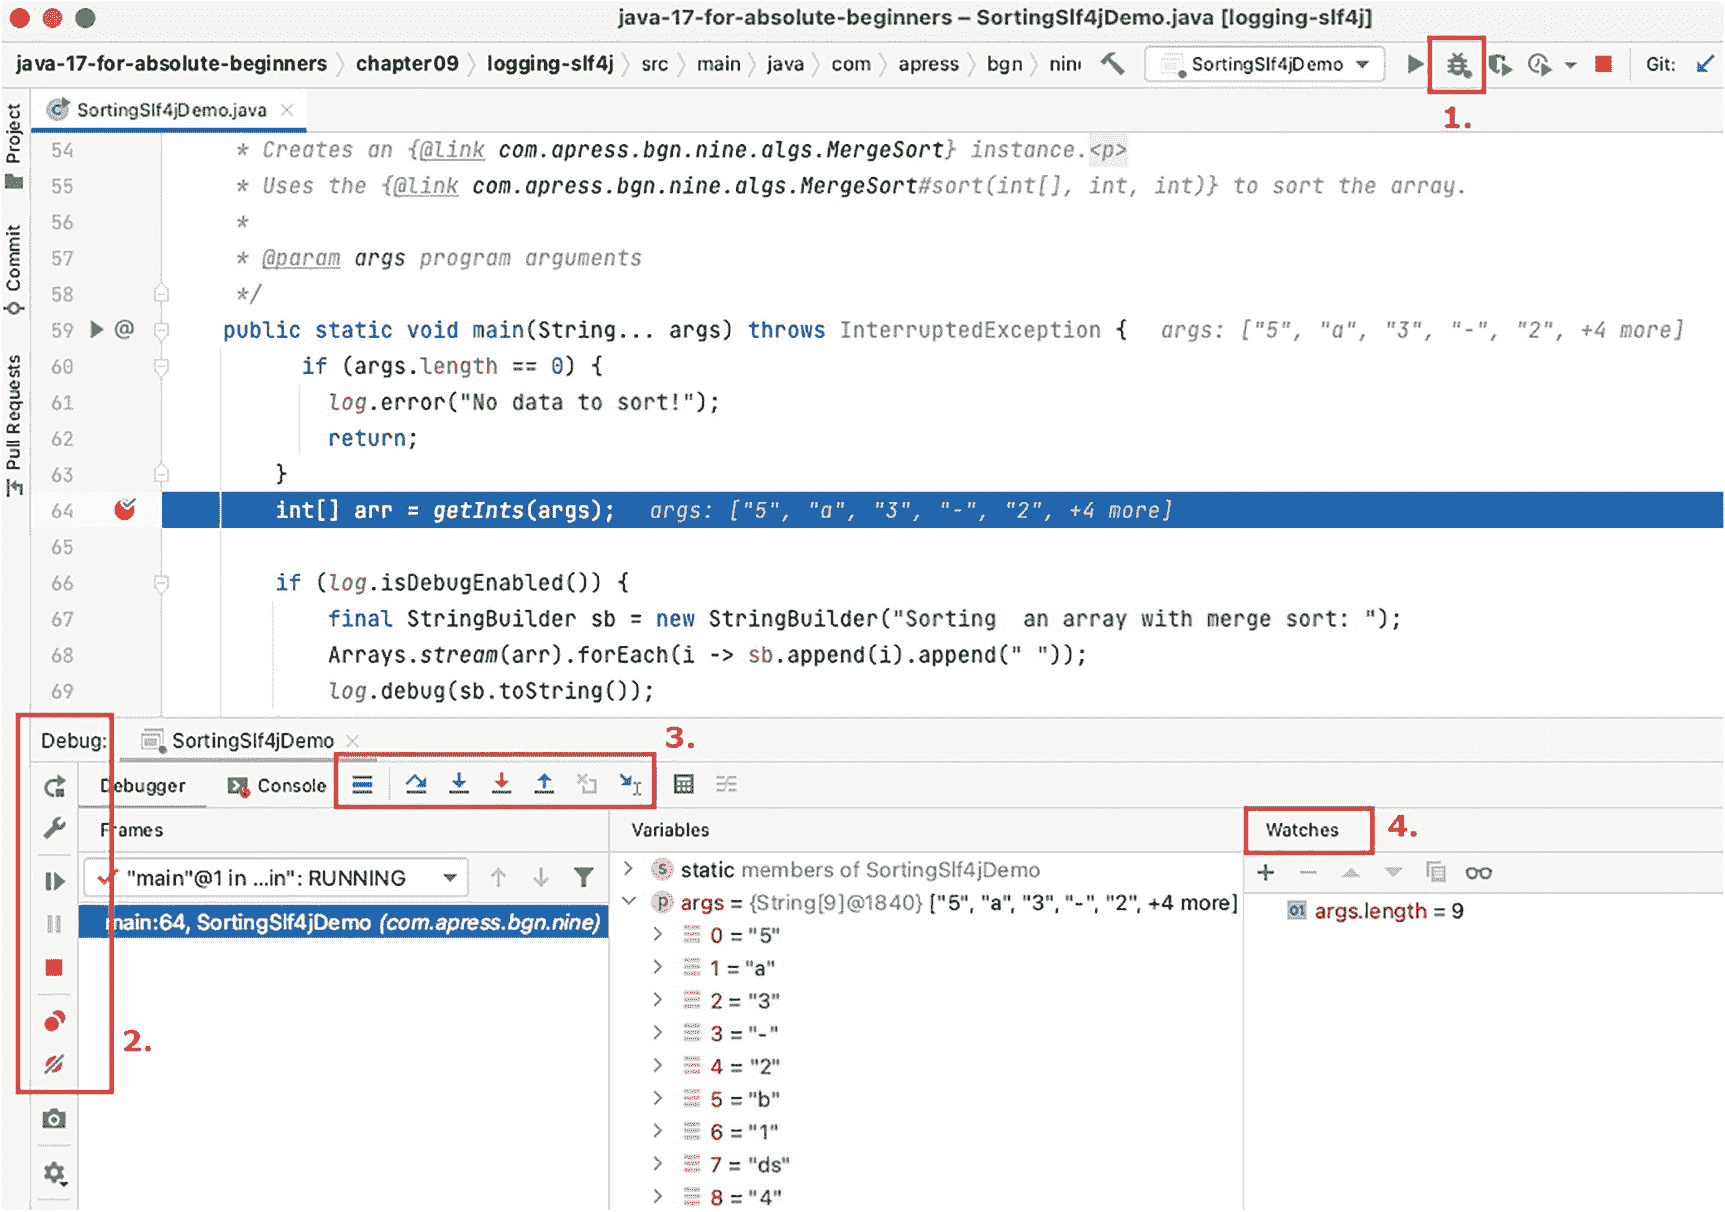 java-17-for-absolute-beginners – SortingSlf4jDemo.java [logging-slf4j]
java-17-for-absolute-beginners chapter09 logging-slf4j src main java com apress bgn nine SortingSlf4jDemo Git:
1.
SortingSlf4jDemo.java
Project
Commit
Pull Requests
54 * Creates an {@link com.apress.bgn.nine.algs.MergeSort} instance.<p>
55 * Uses the {@link com.apress.bgn.nine.algs.MergeSort#sort(int[], int, int)} to sort the array.
56 *
57 * @param args program arguments
58 */
59 @ public static void main(String... args) throws InterruptedException { args: ["5", "a", "3", "-", "2", +4 more]
60 if (args.length == 0) {
61 log.error("No data to sort!");
62 return;
63 }
64 int[] arr = getInts(args); args: ["5", "a", "3", "-", "2", +4 more]
65
66 if (log.isDebugEnabled()) {
67 final StringBuilder sb = new StringBuilder("Sorting  an array with merge sort: ");
68 Arrays.stream(arr).forEach(i -> sb.append(i).append(" "));
69 log.debug(sb.toString());
Debug: SortingSlf4jDemo
3.
Debugger Console
Frames
Variables
Watches
4.
"main"@1 in ...in": RUNNING
main:64, SortingSlf4jDemo (com.apress.bgn.nine)
2.
s static members of SortingSlf4jDemo
p args = {String[9]@1840} ["5", "a", "3", "-", "2", +4 more]
0 = "5"
1 = "a"
2 = "3"
3 = "-"
4 = "2"
5 = "b"
6 = "1"
7 = "ds"
8 = "4"
01 args.length = 9